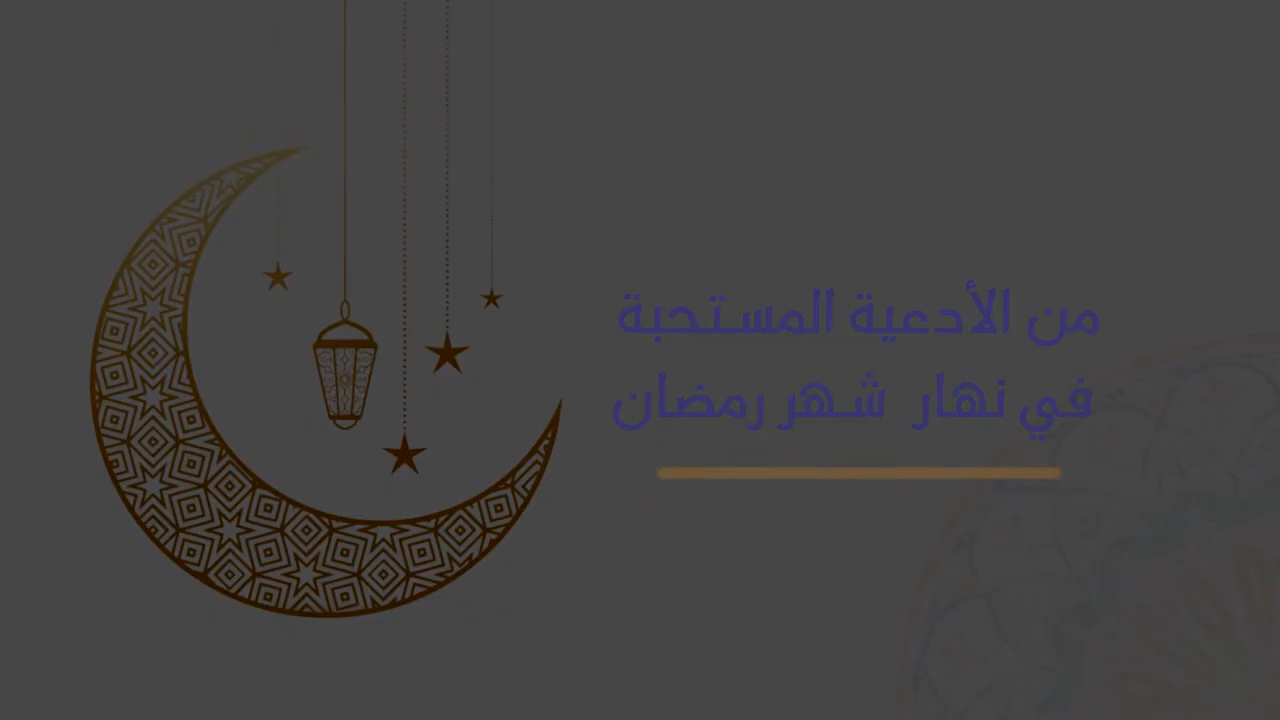 من الأدعية المستحبة
في نهار شهر رمضان